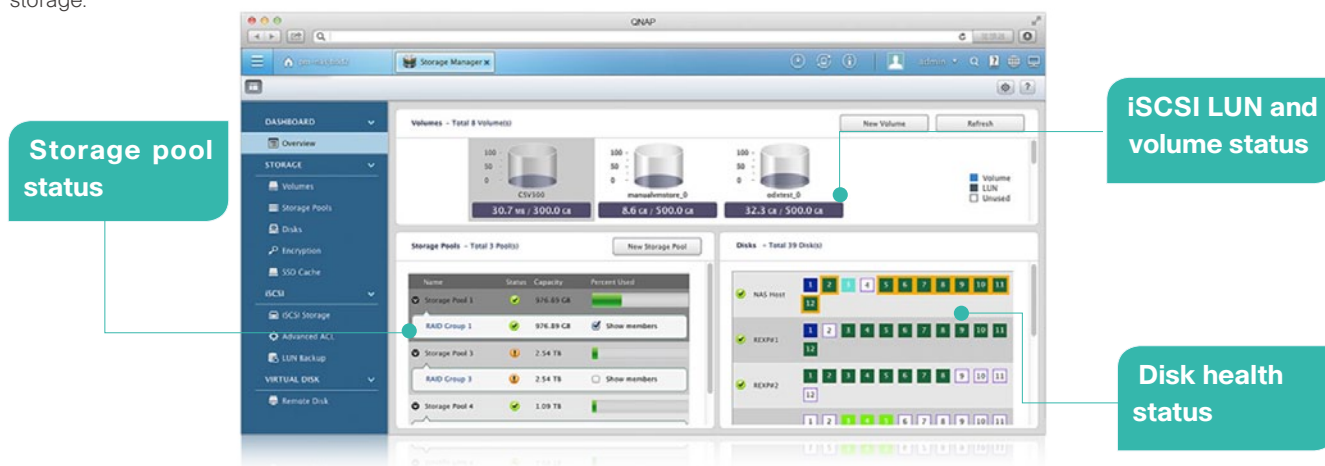 storage.
QNAP
Storage Manager x
admin
DASHBOARD
Overview
STORAGE
Volumes
Storage Pools
Disks
Encryption
SSD Cache
iSCSI
iSCSI Storage
Advanced ACL
LUN Backup
VIRTUAL DISK
Remote Disk
Volumes - Total 8 Volume(s)
New Volume
Refresh
100
50
0
CSV500
30.7 MB / 300.0 GB
100
50
0
8.6 GB / 500.0 GB
100
50
0
odxtest_0
32.3 GB / 500.0 GB
Volume
LUN
Unused
Storage Pools - Total 3 Pool(s)
New Storage Pool
Name Status Capacity Percent Used
Storage Pool 1 976.89 GB
RAID Group 1 976.89 GB Show members
Storage Pool 3 2.54 TB
RAID Group 3 2.54 TB Show members
Storage Pool 4 1.09 TB
Disks - Total 39 Disk(s)
NAS Host 1 2 3 4 5 6 7 8 9 10 11
12
REXP#1 1 2 3 4 5 6 7 8 9 10 11
12
REXP#2 1 2 3 4 5 6 7 8 9 10 11
12
1 2 3 4 5 6 7 8 9 10 11
Storage pool
status
iSCSI LUN and
volume status
Disk health
status